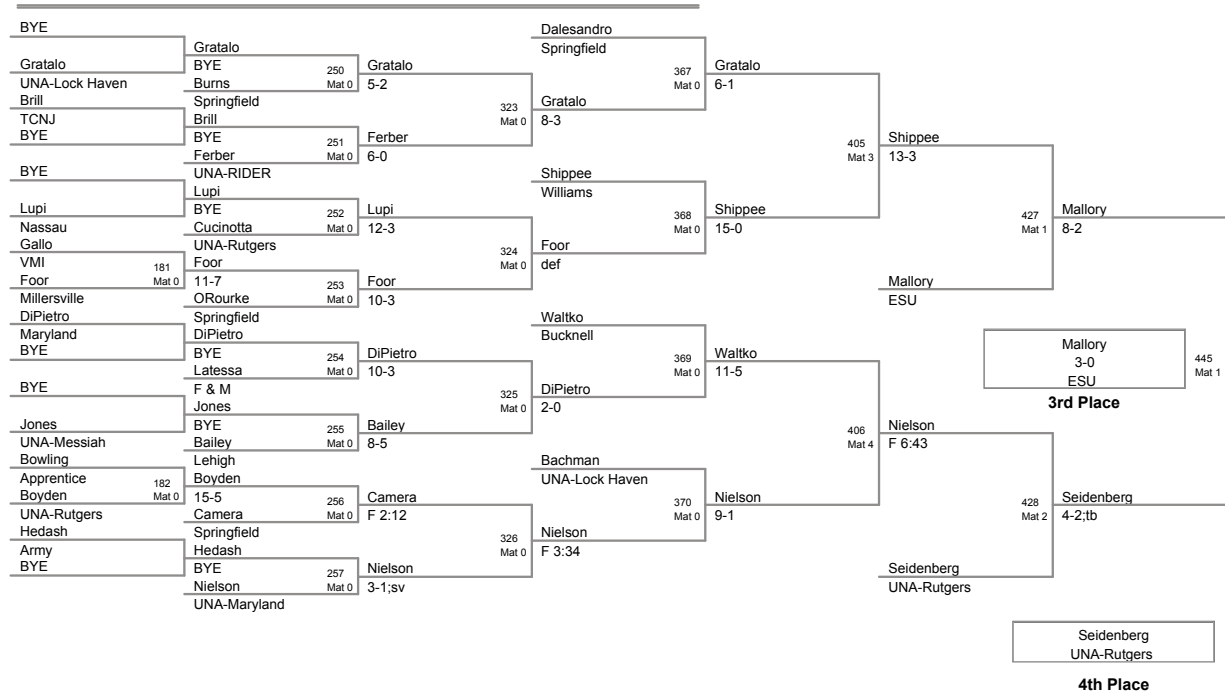 BYE
Gratalo
UNA-Lock Haven
Brill
TCNJ
BYE
BYE
Lupi
Nassau
Gallo
VMI
181
Mat 0
Foor
Millersville
DiPietro
Maryland
BYE
BYE
Jones
UNA-Messiah
Bowling
Apprentice
182
Mat 0
Boyden
UNA-Rutgers
Hedash
Army
BYE
Gratalo
BYE
250
Mat 0
Burns
Springfield
Brill
BYE
251
Mat 0
Ferber
UNA-RIDER
Lupi
BYE
252
Mat 0
Cucinotta
UNA-Rutgers
Foor
11-7
253
Mat 0
ORourke
Springfield
DiPietro
BYE
254
Mat 0
Latessa
F & M
Jones
BYE
255
Mat 0
Bailey
Lehigh
Boyden
15-5
256
Mat 0
Camera
Springfield
Hedash
BYE
257
Mat 0
Nielson
UNA-Maryland
Gratalo
5-2
323
Mat 0
Ferber
6-0
Lupi
12-3
324
Mat 0
Foor
10-3
DiPietro
10-3
325
Mat 0
Bailey
8-5
Camera
F 2:12
326
Mat 0
Nielson
3-1;sv
Dalesandro
Springfield
367
Mat 0
Gratalo
8-3
Shippee
Williams
368
Mat 0
Foor
def
Waltko
Bucknell
369
Mat 0
DiPietro
2-0
Bachman
UNA-Lock Haven
370
Mat 0
Nielson
F 3:34
Gratalo
6-1
405
Mat 3
Shippee
15-0
Waltko
11-5
406
Mat 4
Nielson
9-1
Shippee
13-3
427
Mat 1
Mallory
ESU
Nielson
F 6:43
428
Mat 2
Seidenberg
UNA-Rutgers
Mallory
8-2
Mallory
3-0
ESU
445
Mat 1
3rd Place
Seidenberg
4-2;tb
Seidenberg
UNA-Rutgers
4th Place